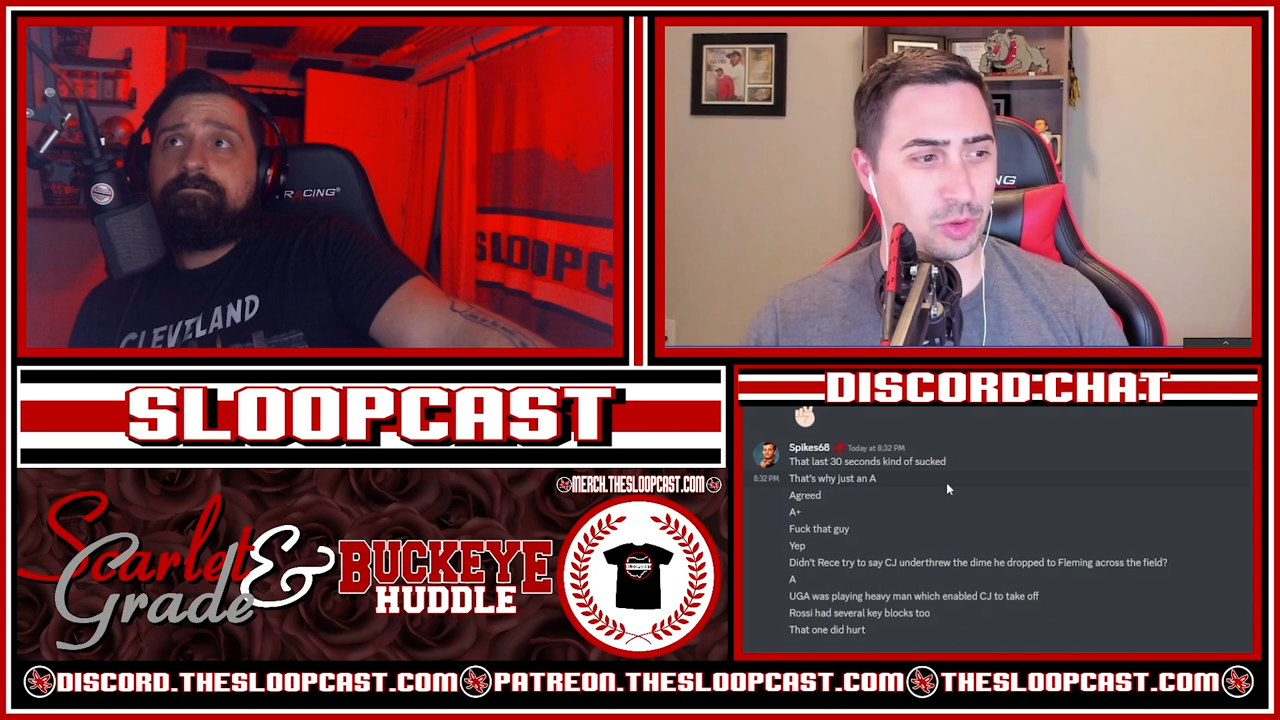 RACING
CLEVELAND
SLOOPC
NG
SLOOPCAST
DISCORD:CHAT
Spikes68 Today at 8:32 PM
That last 30 seconds kind of sucked
8:32 PM That's why just an A
Agreed
A+
Fuck that guy
Yep
Didn't Rece try to say CJ underthrew the dime he dropped to Fleming across the field?
A
UGA was playing heavy man which enabled CJ to take off
Rossi had several key blocks too
That one did hurt
MERCH.THESLOOPCAST.COM
Scarlet & BUCKEYE
Grade HUDDLE
DISCORD.THESLOOPCAST.COM PATREON.THESLOOPCAST.COM THESLOOPCAST.COM